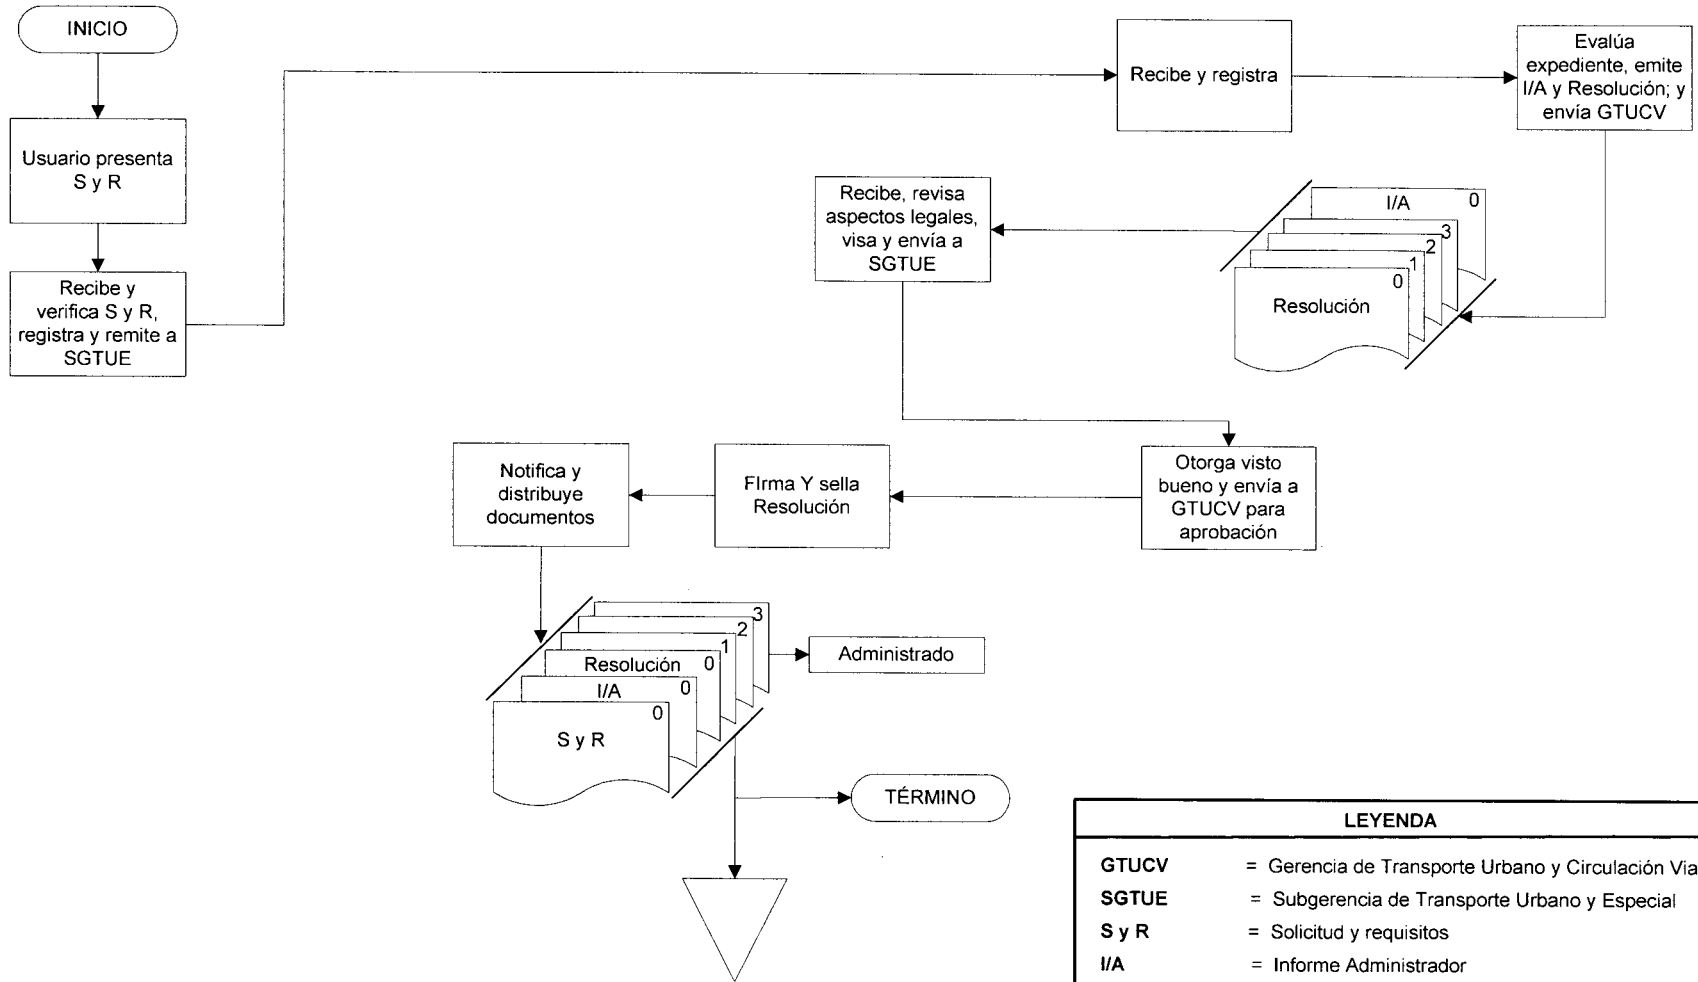 INICIO
Usuario presenta
S y R
Recibe y
verifica S y R,
registra y remite a
SGTUE
Recibe y registra
Evalúa
expediente, emite
I/A y Resolución; y
envía GTUCV
I/A 0
3
2
1
0
Resolución
Recibe, revisa
aspectos legales,
visa y envía a
SGTUE
Otorga visto
bueno y envía a
GTUCV para
aprobación
FIrma Y sella
Resolución
Notifica y
distribuye
documentos
3
2
1
Resolución 0
I/A 0
0
S y R
Administrado
TÉRMINO
LEYENDA
GTUCV = Gerencia de Transporte Urbano y Circulación Via
SGTUE = Subgerencia de Transporte Urbano y Especial
S y R = Solicitud y requisitos
I/A = Informe Administrador